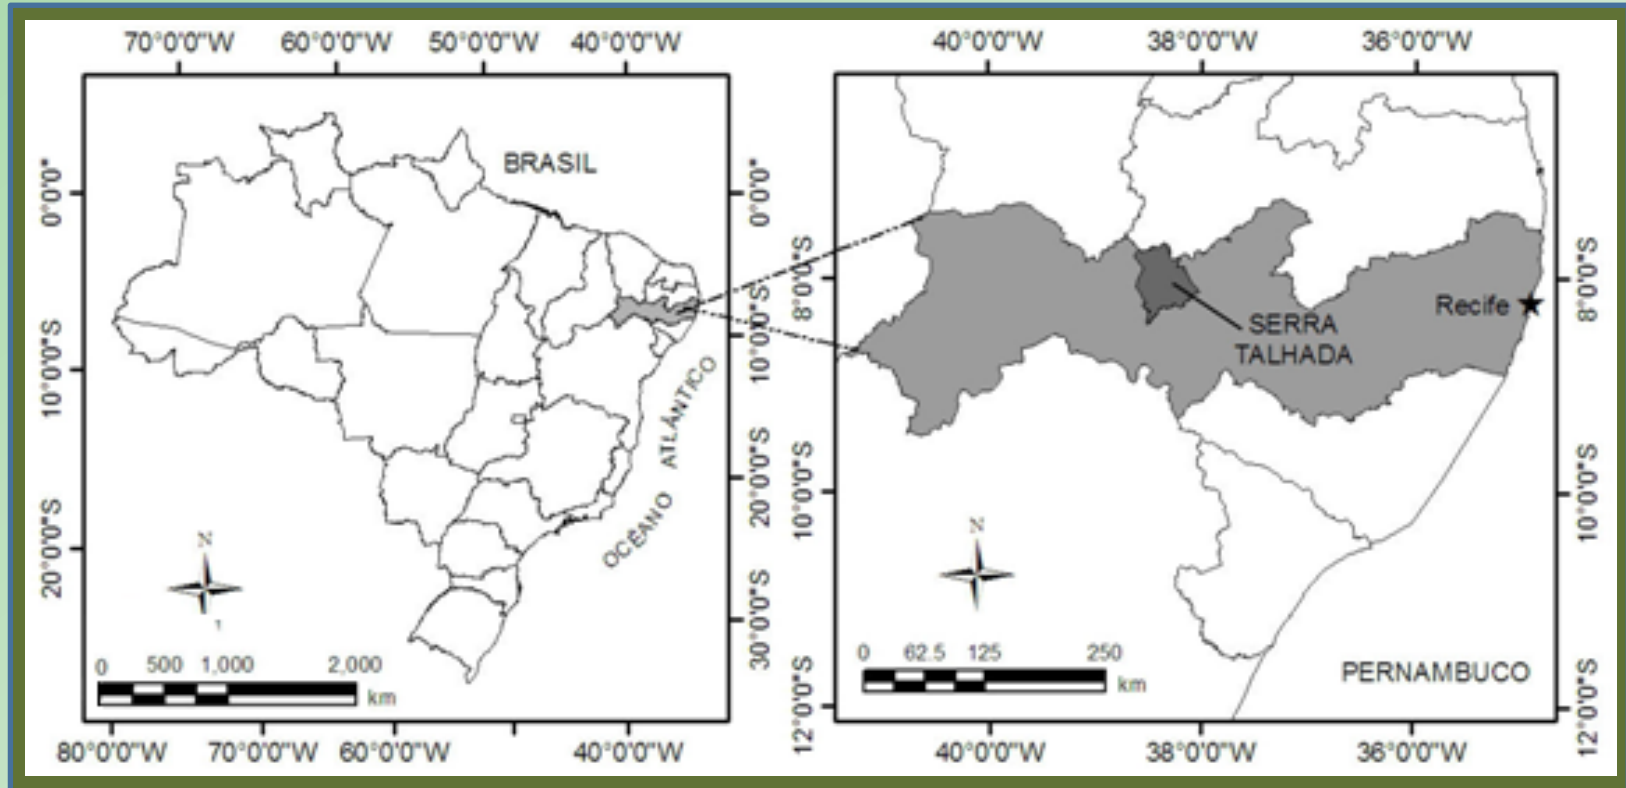 70°0'0"W 60°0'0"W 50°0'0"W 40°0'0"W
BRASIL
0°0'0"
10°0'0"S
20°0'0"S
0°0'0"
10°0'0"S
20°0'0"S
30°0'0"S
OCÉANO ATLÂNTICO
N
0 500 1,000 2,000
km
80°0'0"W 70°0'0"W 60°0'0"W 40°0'0"W
40°0'0"W 38°0'0"W 36°0'0"W
8°0'0"S
10°0'0"S
12°0'0"S
Recife
SERRA
TALHADA
8°0'0"S
10°0'0"S
12°0'0"S
N
0 62.5 125 250
km
PERNAMBUCO
40°0'0"W 38°0'0"W 36°0'0"W